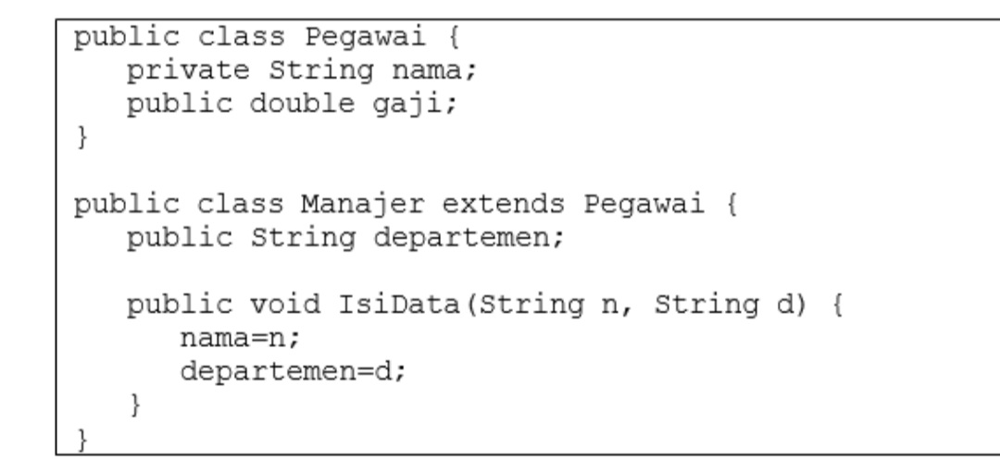 public class Pegawai {
   private String nama;
   public double gaji;
}

public class Manajer extends Pegawai {
   public String departemen;

   public void IsiData(String n, String d) {
      nama=n;
      departemen=d;
   }
}